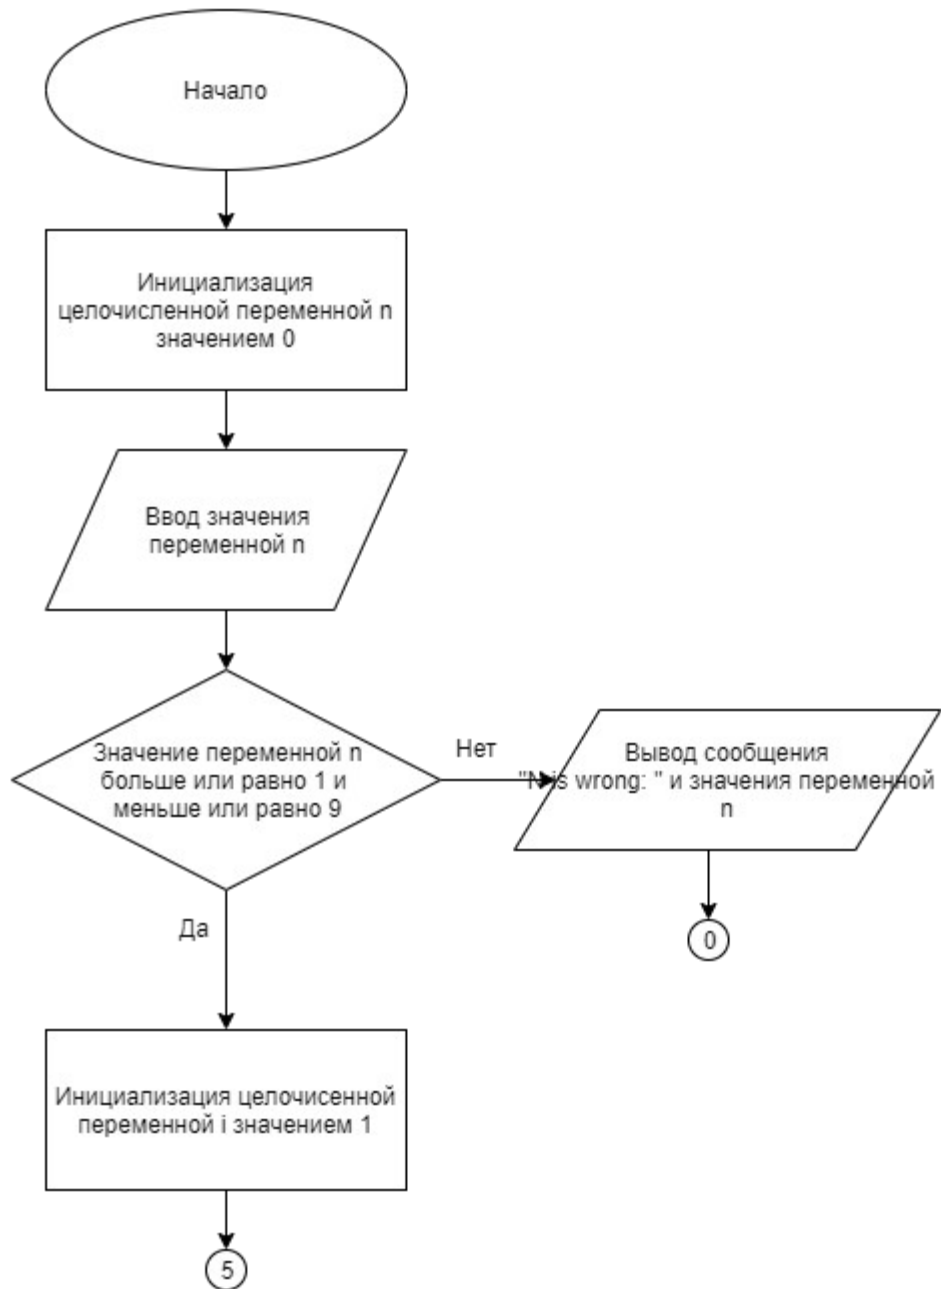 Начало
Инициализация
целочисленной переменной n
значением 0
Ввод значения
переменной n
Значение переменной n
больше или равно 1 и
меньше или равно 9
Нет
Вывод сообщения
"N is wrong: " и значения переменной
n
Да
0
Инициализация целочисенной
переменной i значением 1
5